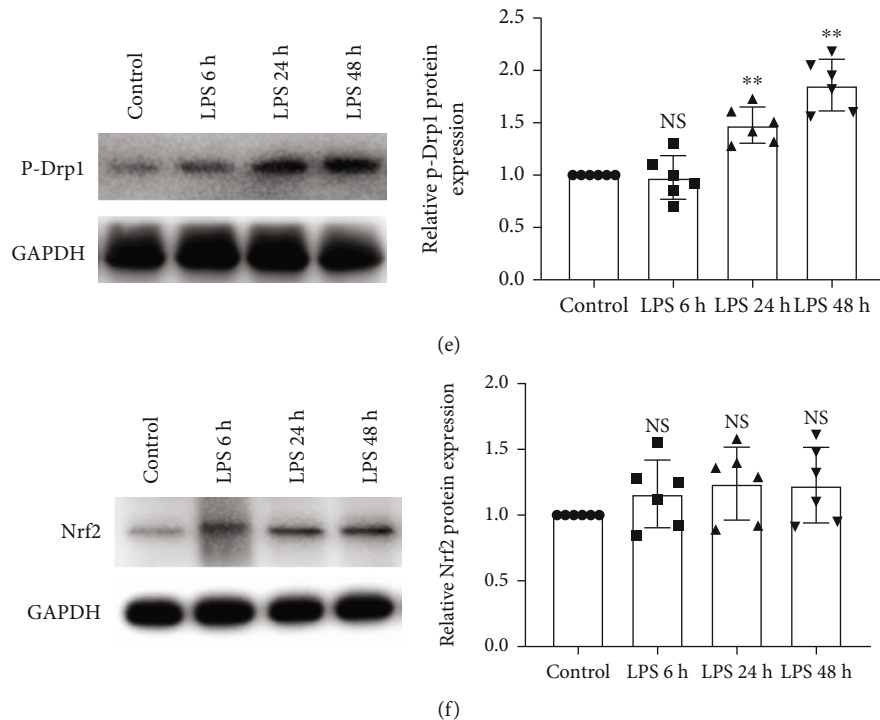 Control
LPS 6 h
LPS 24 h
LPS 48 h
P-Drp1
GAPDH
Relative p-Drp1 protein
expression
2.5
2.0
1.5
1.0
0.5
0.0
NS
**
**
Control LPS 6 h LPS 24 h LPS 48 h
(e)
Control
LPS 6 h
LPS 24 h
LPS 48 h
Nrf2
GAPDH
Relative Nrf2 protein expression
2.0
1.5
1.0
0.5
0.0
NS NS NS
Control LPS 6 h LPS 24 h LPS 48 h
(f)